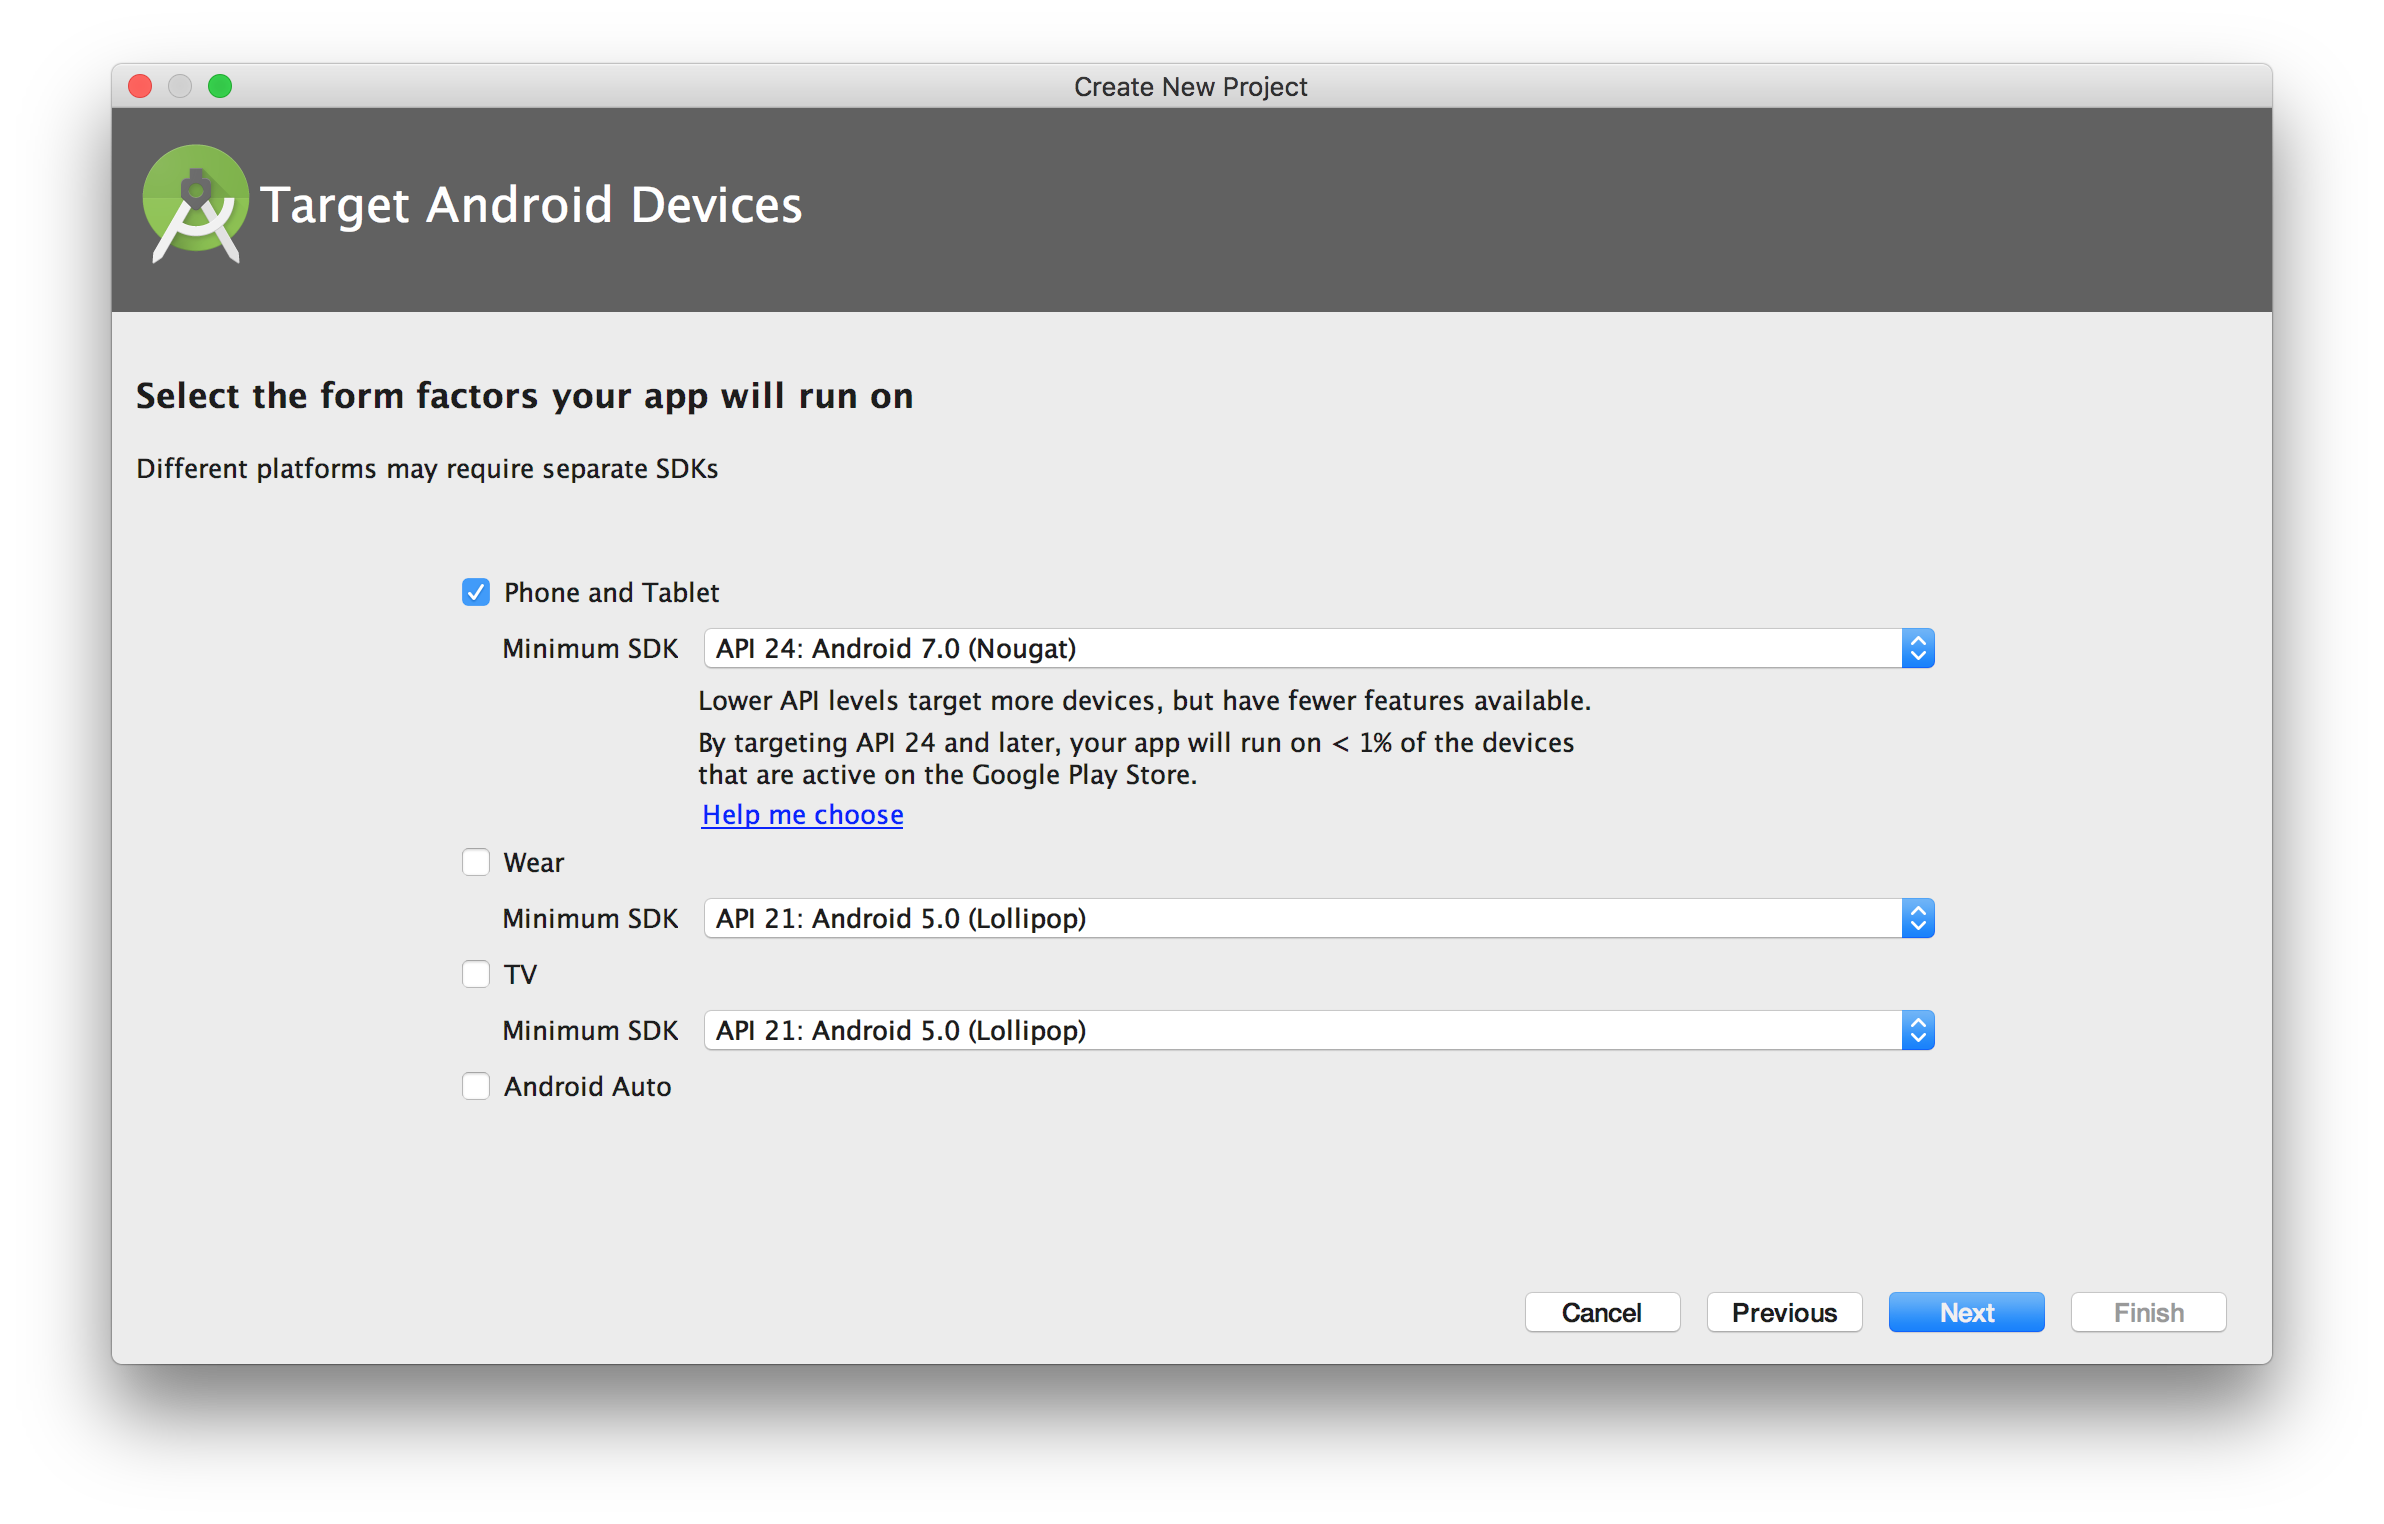 Create New Project
Target Android Devices
Select the form factors your app will run on
Different platforms may require separate SDKs
Phone and Tablet
Minimum SDK API 24: Android 7.0 (Nougat)
Lower API levels target more devices, but have fewer features available.
By targeting API 24 and later, your app will run on < 1% of the devices
that are active on the Google Play Store.
Help me choose
Wear
Minimum SDK API 21: Android 5.0 (Lollipop)
TV
Minimum SDK API 21: Android 5.0 (Lollipop)
Android Auto
Cancel Previous Next Finish